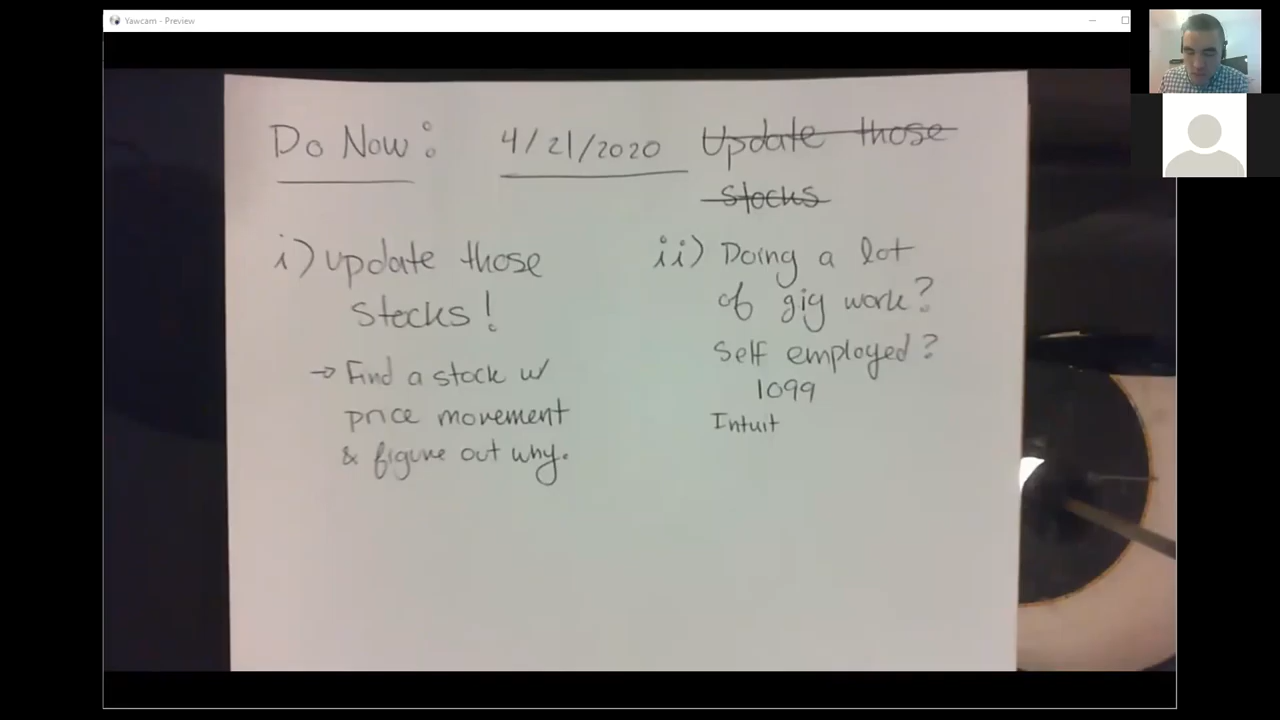 Yawcam - Preview
Do Now: 4/21/2020 Update those
stocks
i) update those
stocks!
→ Find a stock w/
price movement
& figure out why.
ii) Doing a lot
of gig work?
Self employed?
1099
Intuit